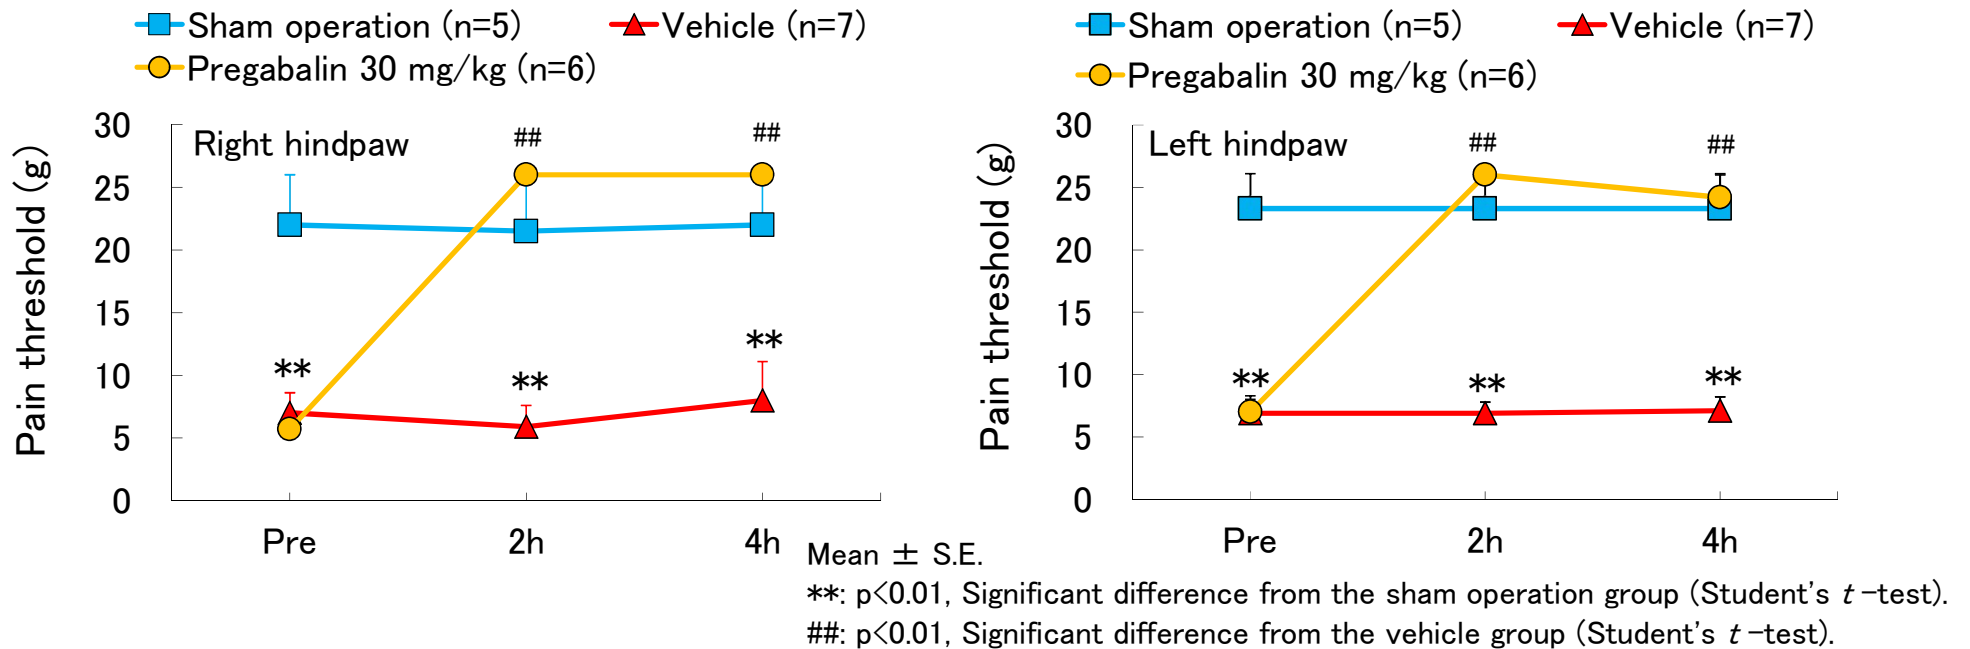 Sham operation (n=5) Vehicle (n=7)
Pregabalin 30 mg/kg (n=6)
Pain threshold (g)
30
25
20
15
10
5
0
Right hindpaw
##
##
**
**
**
Pre 2h 4h
Sham operation (n=5) Vehicle (n=7)
Pregabalin 30 mg/kg (n=6)
Pain threshold (g)
30
25
20
15
10
5
0
Left hindpaw
##
##
**
**
**
Pre 2h 4h
Mean ± S.E.
**: p<0.01, Significant difference from the sham operation group (Student's t-test).
##: p<0.01, Significant difference from the vehicle group (Student's t-test).